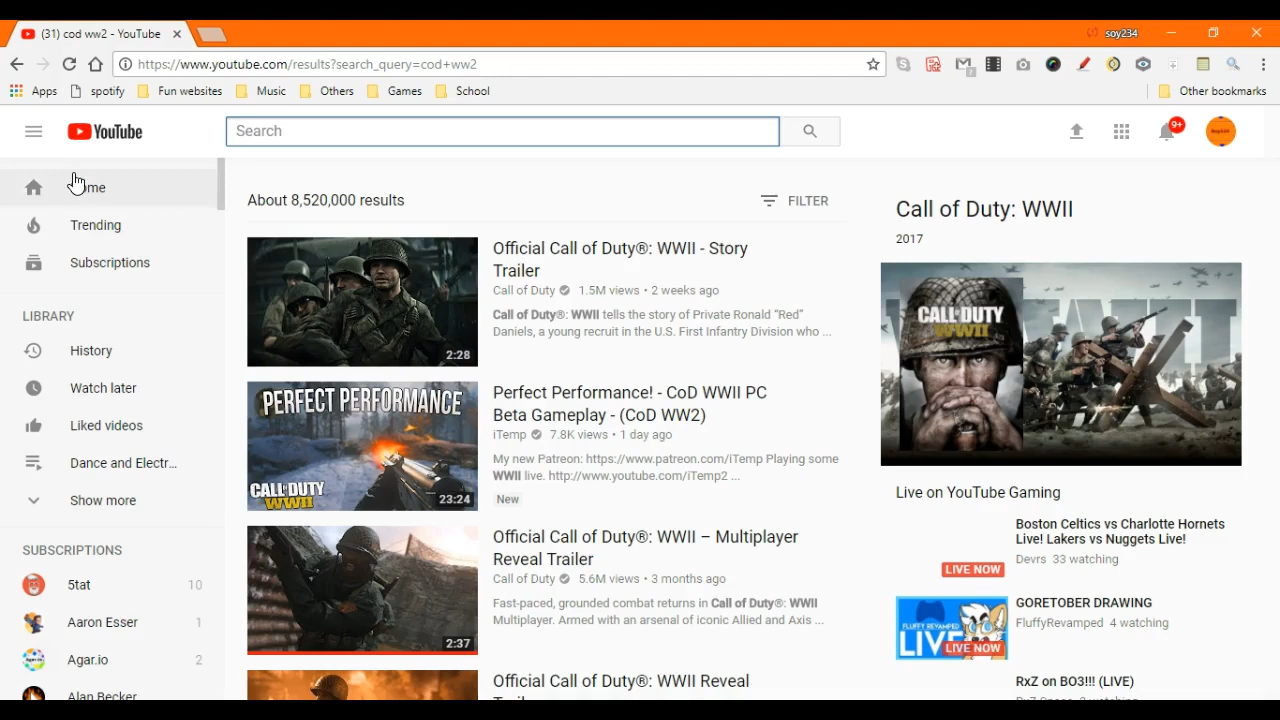 (31) cod ww2 - YouTube
soy234
https://www.youtube.com/results?search_query=cod+ww2
Apps
spotify
Fun websites
Music
Others
Games
School
Other bookmarks
YouTube
Search
9+
Home
Trending
Subscriptions
LIBRARY
History
Watch later
Liked videos
Dance and Electr...
Show more
SUBSCRIPTIONS
5tat 10
Aaron Esser 1
Agar.io 2
Alan Becker
About 8,520,000 results
FILTER
2:28
Official Call of Duty®: WWII - Story
Trailer
Call of Duty 1.5M views • 2 weeks ago
Call of Duty®: WWII tells the story of Private Ronald “Red”
Daniels, a young recruit in the U.S. First Infantry Division who ...
PERFECT PERFORMANCE
CALL OF DUTY
WWII
23:24
Perfect Performance! - CoD WWII PC
Beta Gameplay - (CoD WW2)
iTemp 7.8K views • 1 day ago
My new Patreon: https://www.patreon.com/iTemp Playing some
WWII live. http://www.youtube.com/iTemp2 ...
New
2:37
Official Call of Duty®: WWII – Multiplayer
Reveal Trailer
Call of Duty 5.6M views • 3 months ago
Fast-paced, grounded combat returns in Call of Duty®: WWII
Multiplayer. Armed with an arsenal of iconic Allied and Axis ...
Official Call of Duty®: WWII Reveal
Call of Duty: WWII
2017
CALL OF DUTY
WWII
Live on YouTube Gaming
LIVE NOW
Boston Celtics vs Charlotte Hornets
Live! Lakers vs Nuggets Live!
Devrs 33 watching
FLUFFY REVAMPED
LIVE
LIVE NOW
GORETOBER DRAWING
FluffyRevamped 4 watching
RxZ on BO3!!! (LIVE)